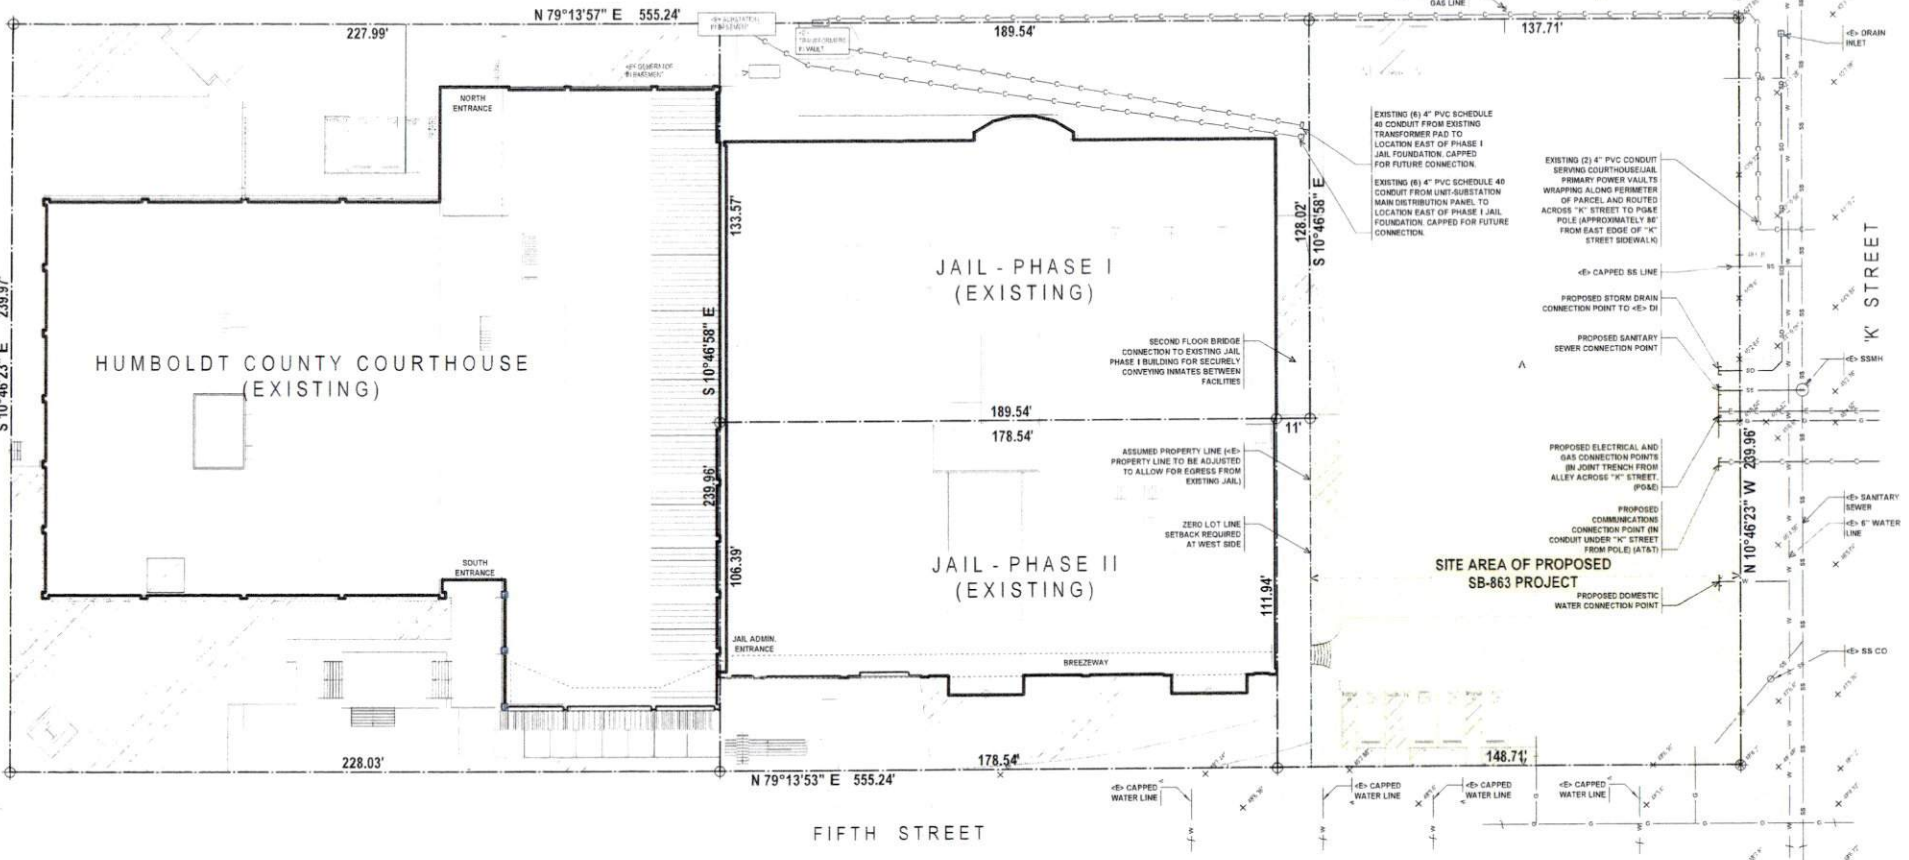 N 79°13'57" E 555.24'
227.99'
189.54'
GAS LINE
137.71'
<E> DRAIN
INLET
NORTH
ENTRANCE
EXISTING (6) 4" PVC SCHEDULE
40 CONDUIT FROM EXISTING
TRANSFORMER PAD TO
LOCATION EAST OF PHASE I
JAIL FOUNDATION. CAPPED
FOR FUTURE CONNECTION.
EXISTING (6) 4" PVC SCHEDULE 40
CONDUIT FROM UNIT-SUBSTATION
MAIN DISTRIBUTION PANEL TO
LOCATION EAST OF PHASE I JAIL
FOUNDATION. CAPPED FOR FUTURE
CONNECTION.
EXISTING (2) 4" PVC CONDUIT
SERVING COURTHOUSE/JAIL
PRIMARY POWER VAULTS
WRAPPING ALONG PERIMETER
OF PARCEL AND ROUTED
ACROSS "K" STREET TO PG&E
POLE (APPROXIMATELY 80'
FROM EAST EDGE OF "K"
STREET SIDEWALK)
133.57'
128.02'
S 10°46'58" E
JAIL - PHASE I
(EXISTING)
<E> CAPPED SS LINE
'K' STREET
PROPOSED STORM DRAIN
CONNECTION POINT TO <E> DI
PROPOSED SANITARY
SEWER CONNECTION POINT
<E> SSMH
S 10°46'23" E 239.97'
HUMBOLDT COUNTY COURTHOUSE
(EXISTING)
S 10°46'58" E
239.96'
SECOND FLOOR BRIDGE
CONNECTION TO EXISTING JAIL
PHASE I BUILDING FOR SECURELY
CONVEYING INMATES BETWEEN
FACILITIES
189.54'
178.54'
11'
ASSUMED PROPERTY LINE (<E>
PROPERTY LINE TO BE ADJUSTED
TO ALLOW FOR EGRESS FROM
EXISTING JAIL)
PROPOSED ELECTRICAL AND
GAS CONNECTION POINTS
(IN JOINT TRENCH FROM
ALLEY ACROSS "K" STREET.
(PG&E)
N 10°46'23" W 239.96'
<E> SANITARY
SEWER
<E> 6" WATER
LINE
ZERO LOT LINE
SETBACK REQUIRED
AT WEST SIDE
PROPOSED
COMMUNICATIONS
CONNECTION POINT (IN
CONDUIT UNDER "K" STREET
FROM POLE) (AT&T)
SITE AREA OF PROPOSED
SB-863 PROJECT
PROPOSED DOMESTIC
WATER CONNECTION POINT
SOUTH
ENTRANCE
106.39'
JAIL - PHASE II
(EXISTING)
111.94'
JAIL ADMIN.
ENTRANCE
BREEZEWAY
<E> SS CO
228.03'
N 79°13'53" E 555.24'
178.54'
148.71'
<E> CAPPED
WATER LINE
<E> CAPPED
WATER LINE
<E> CAPPED
WATER LINE
<E> CAPPED
WATER LINE
FIFTH STREET